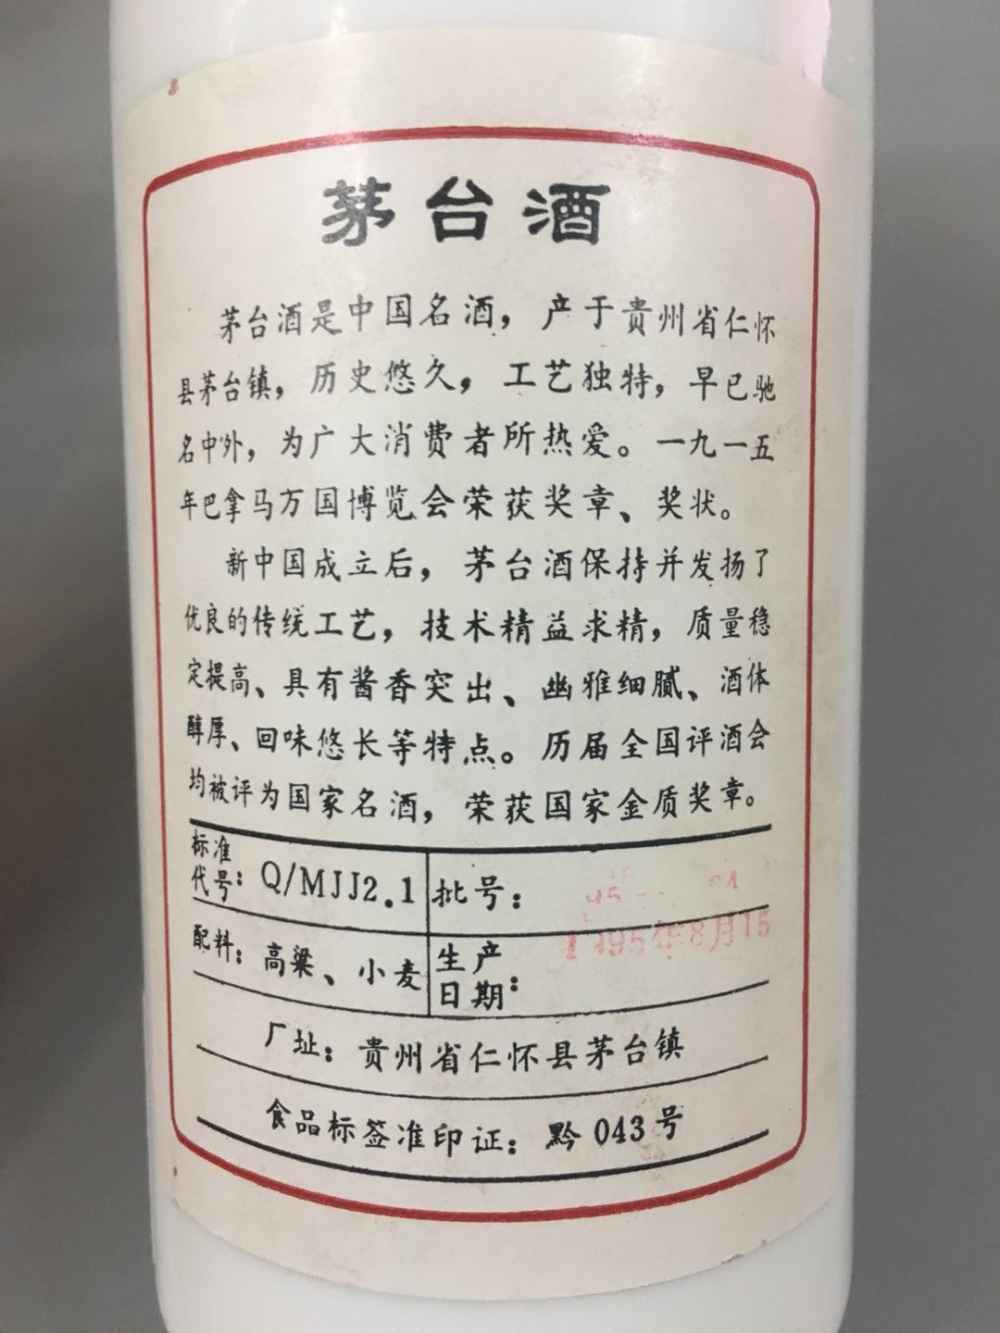 茅台酒
茅台酒是中国名酒，产于贵州省仁怀
县茅台镇，历史悠久，工艺独特，早已驰
名中外，为广大消费者所热爱。一九一五
年巴拿马万国博览会荣获奖章、奖状。
新中国成立后，茅台酒保持并发扬了
优良的传统工艺，技术精益求精，质量稳
定提高、具有酱香突出、幽雅细腻、酒体
醇厚、回味悠长等特点。历届全国评酒会
均被评为国家名酒，荣获国家金质奖章。
标准代号：Q/MJJ2.1 批号：
配料：高粱、小麦 生产日期：1995年8月15
厂址：贵州省仁怀县茅台镇
食品标签准印证：黔043号